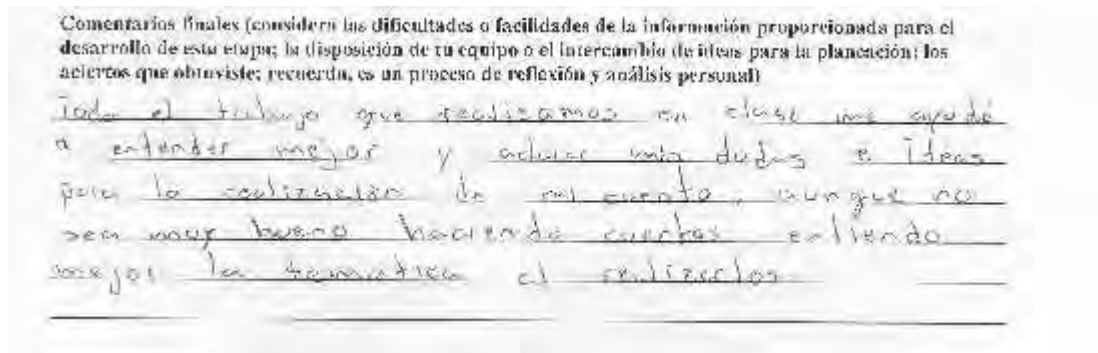 Comentarios finales (considera las dificultades o facilidades de la información proporcionada para el
desarrollo de esta etapa; la disposición de tu equipo o el intercambio de ideas para la planeación; los
aciertos que obtuviste; recuerda, es un proceso de reflexión y análisis personal)
Todo el trabajo que realizamos en clase me ayudó
a entender mejor y aclarar mis dudas e ideas
para la realización de mi cuento, aunque no
sea muy bueno haciendo cuentos entiendo
mejor la temática al realizarlos